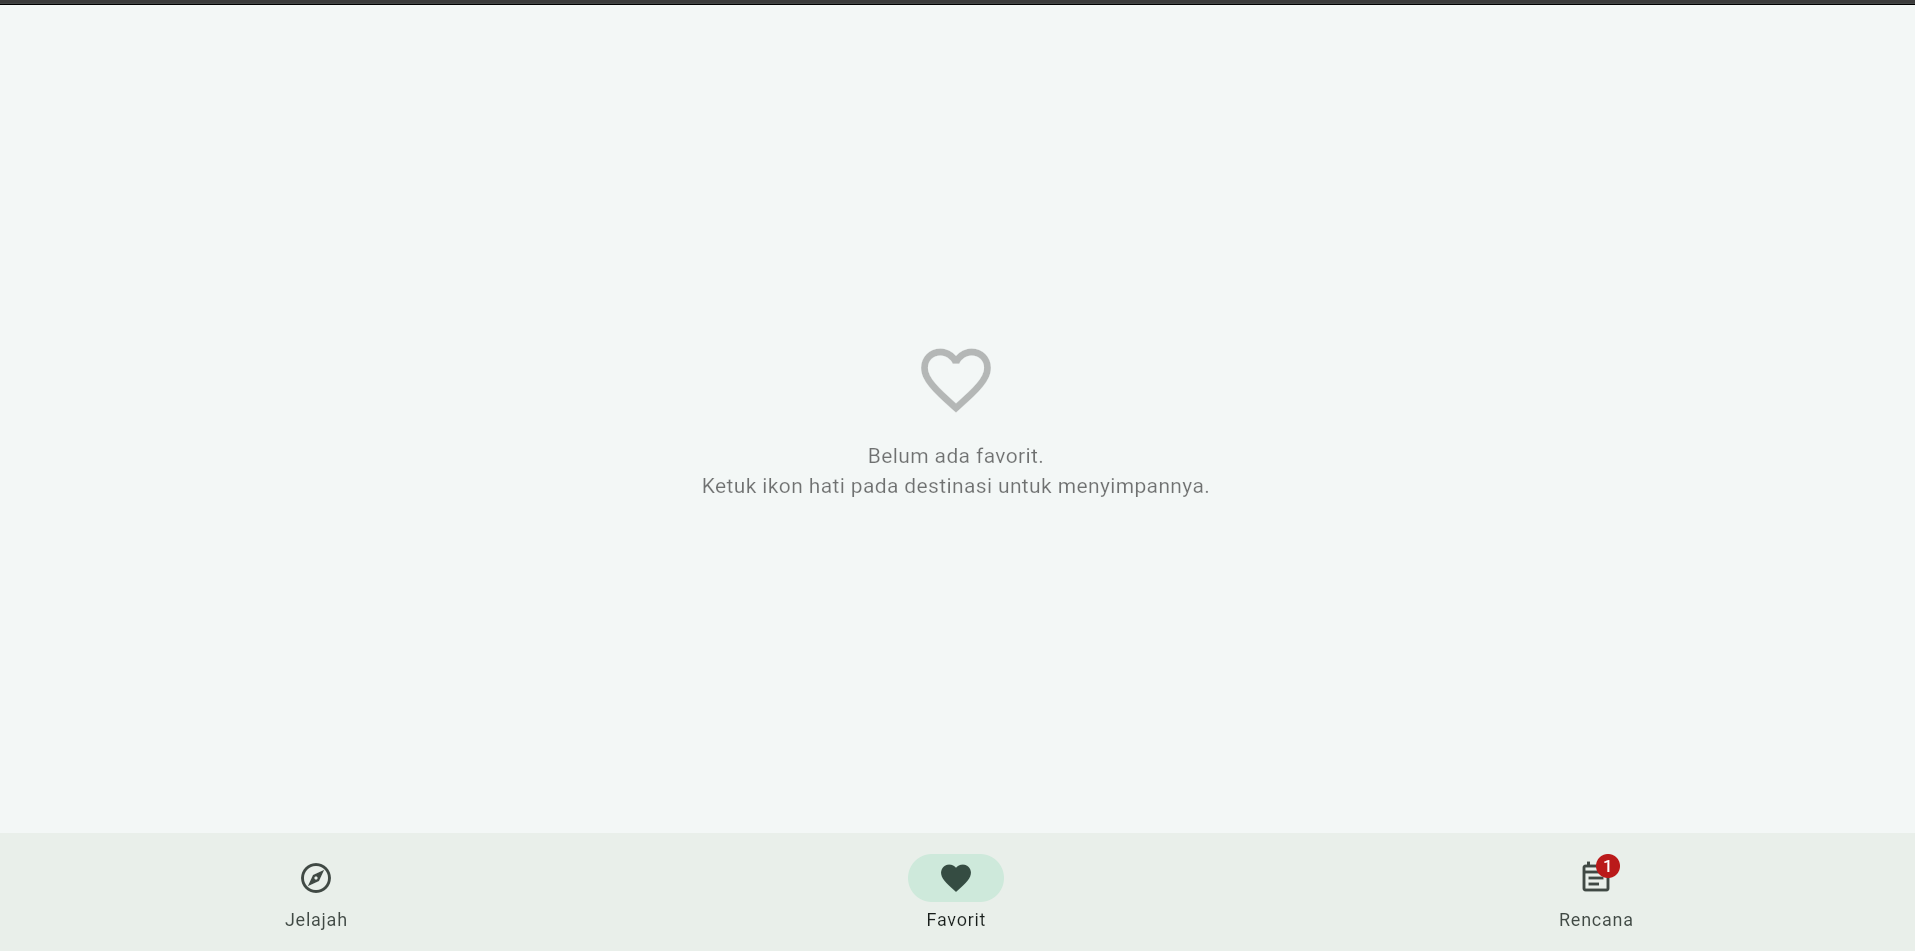 Belum ada favorit.
Ketuk ikon hati pada destinasi untuk menyimpannya.
1
Jelajah
Favorit
Rencana